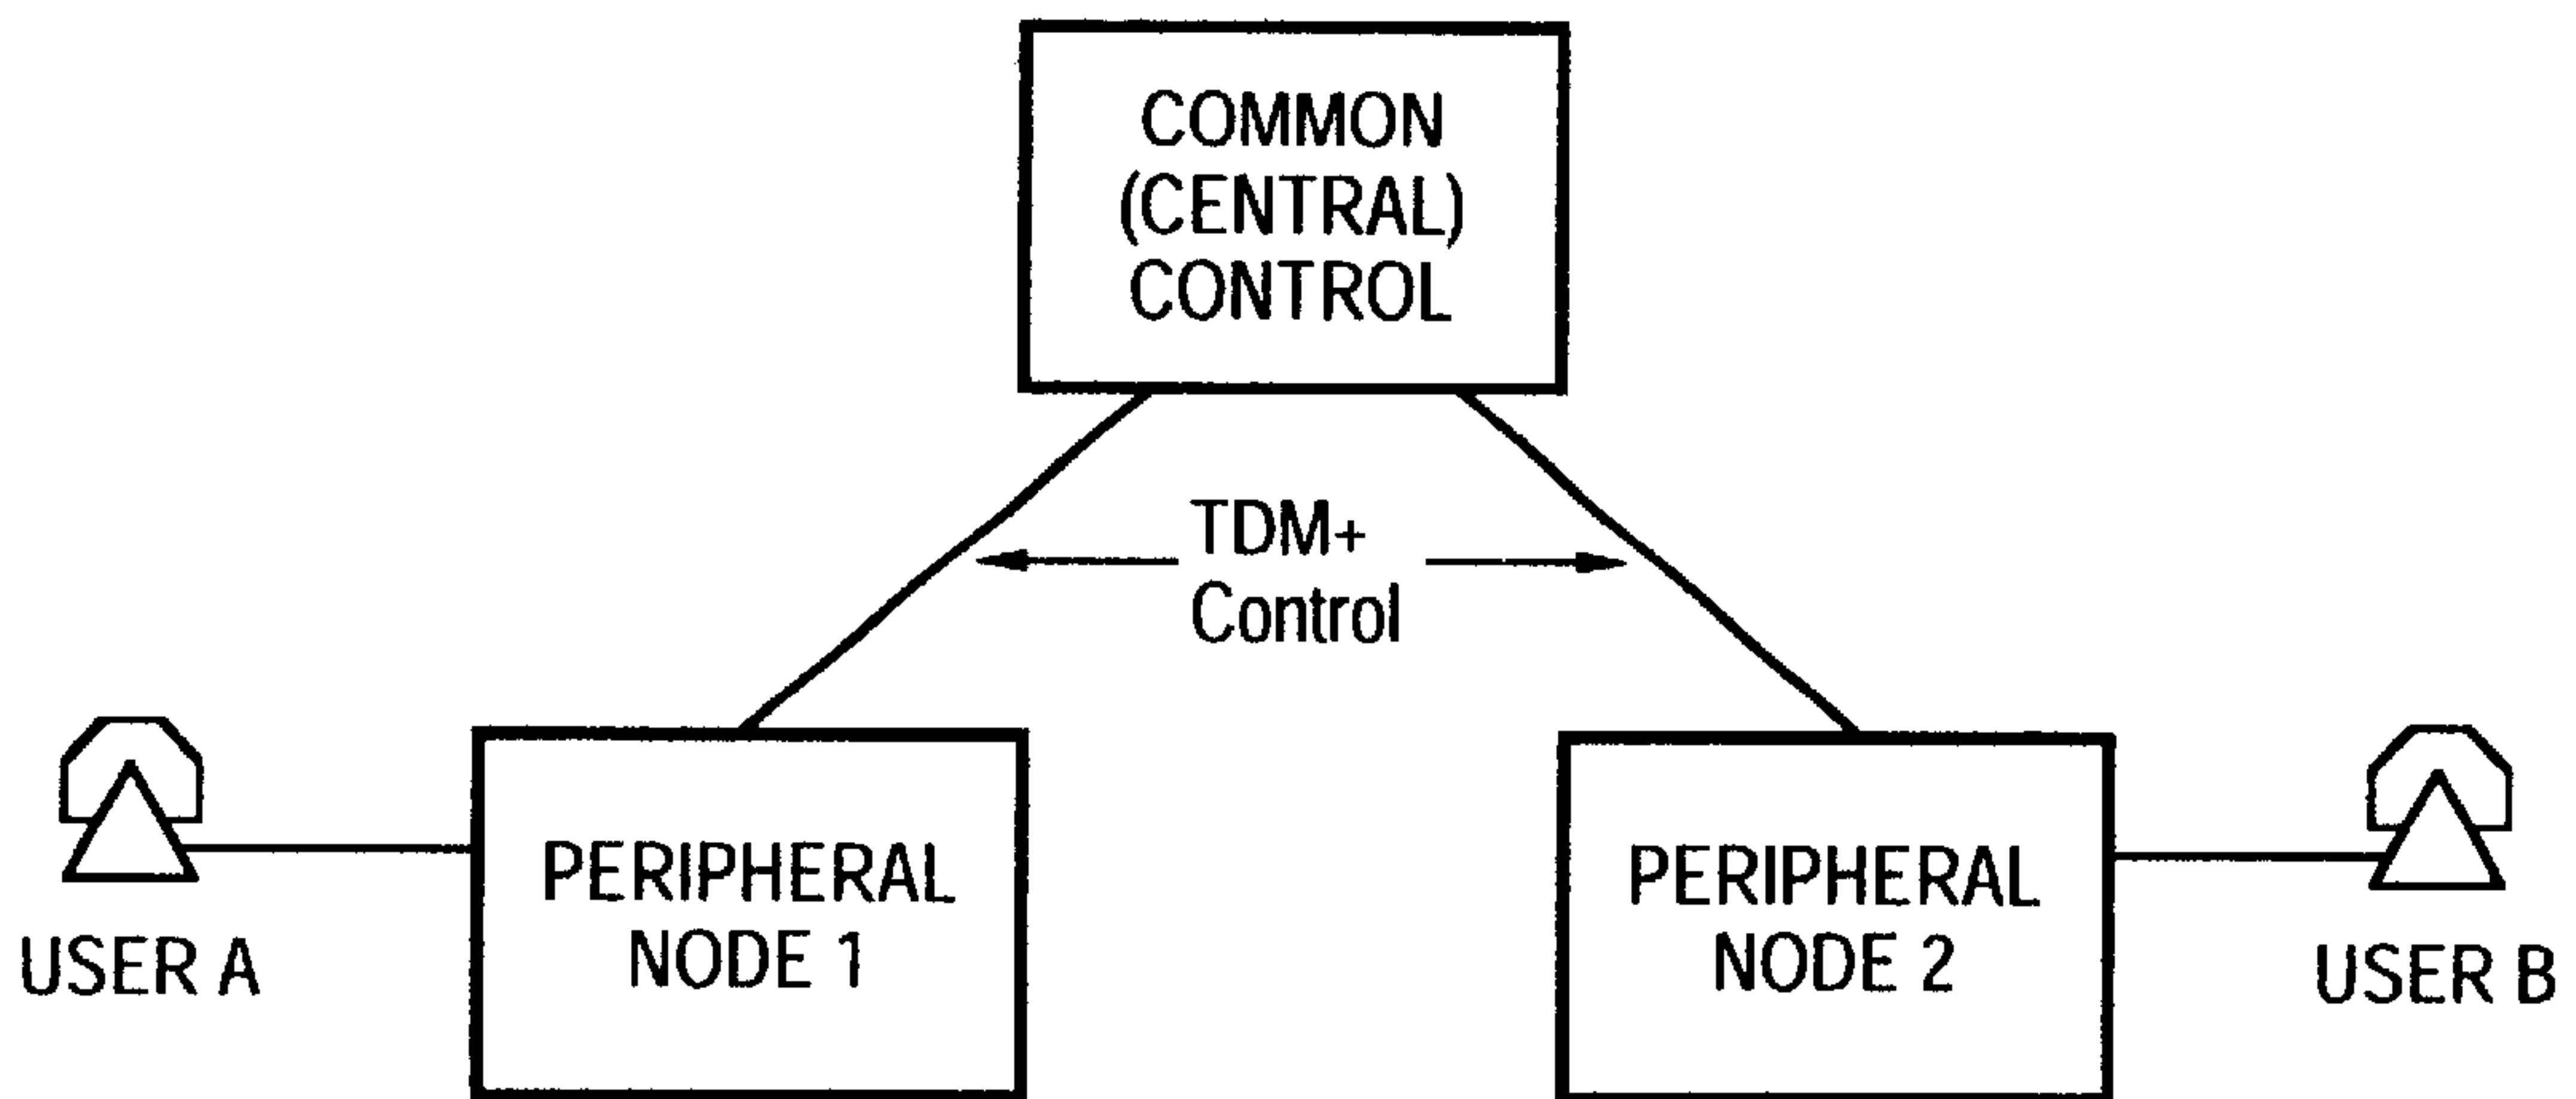 COMMON
(CENTRAL)
CONTROL
TDM+
Control
PERIPHERAL
NODE 1
PERIPHERAL
NODE 2
USER A
USER B